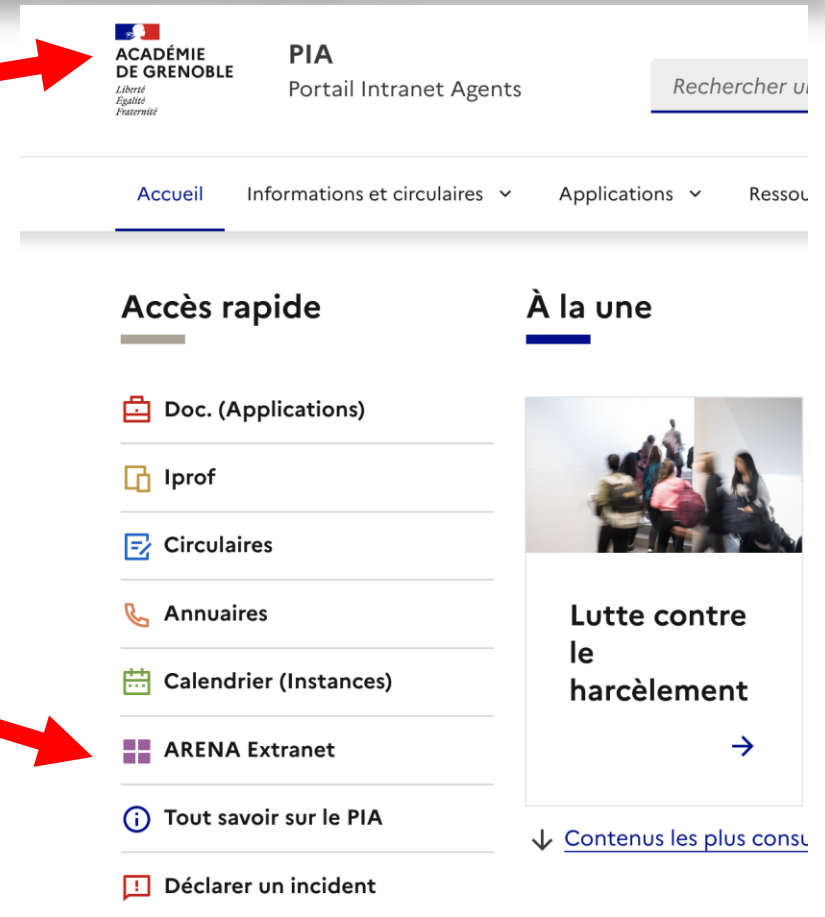 ACADÉMIE
DE GRENOBLE
Liberté
Égalité
Fraternité
PIA
Portail Intranet Agents
Rechercher
Accueil
Informations et circulaires
Applications
Accès rapide
Doc. (Applications)
Iprof
Circulaires
Annuaires
Calendrier (Instances)
ARENA Extranet
Tout savoir sur le PIA
Déclarer un incident
À la une
Lutte contre
le
harcèlement
Contenus les plus